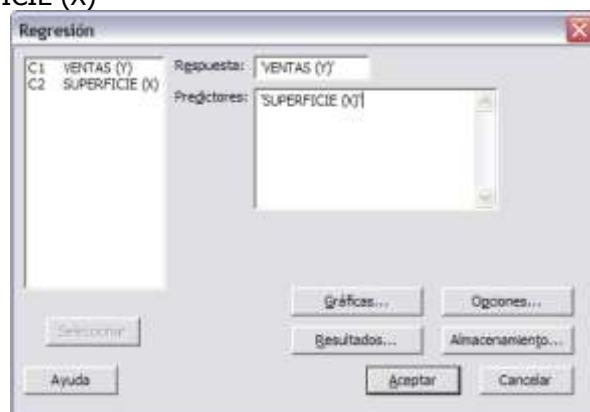 ICIE (X)
Regresión
C1 VENTAS (Y)
C2 SUPERFICIE (X)
Respuesta: 'VENTAS (Y)'
Predictores: 'SUPERFICIE (X)'
Gráficas... Opciones...
Seleccionar
Resultados... Almacenamiento...
Ayuda Aceptar Cancelar